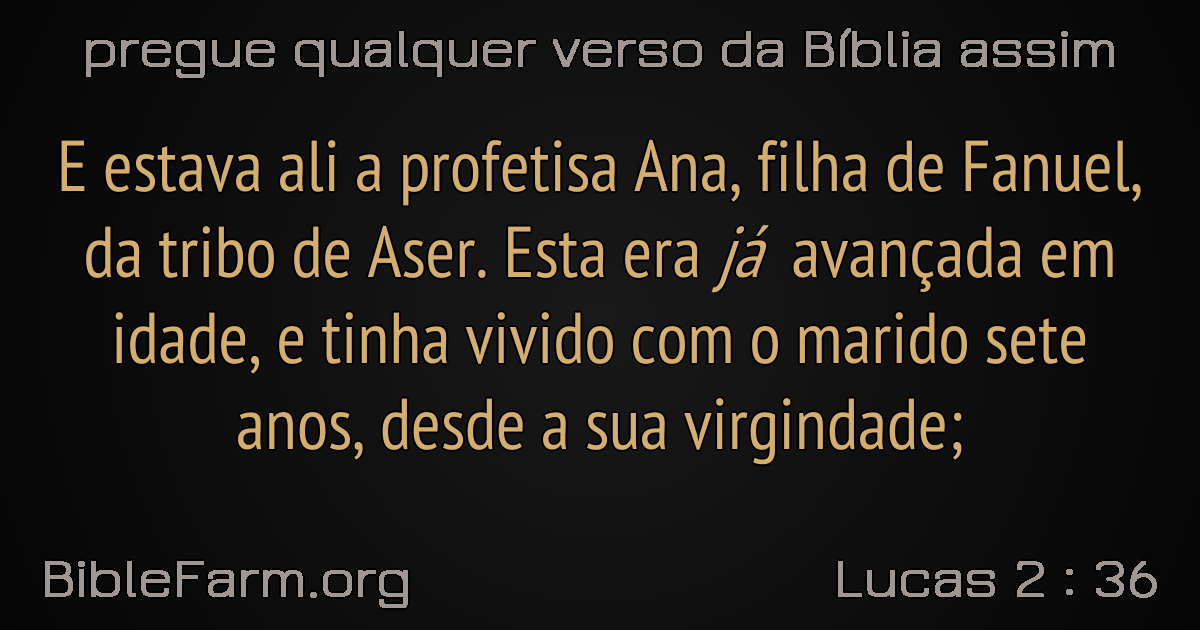 pregue qualquer verso da Bíblia assim
E estava ali a profetisa Ana, filha de Fanuel,
da tribo de Aser. Esta era já avançada em
idade, e tinha vivido com o marido sete
anos, desde a sua virgindade;
BibleFarm.org
Lucas 2 : 36